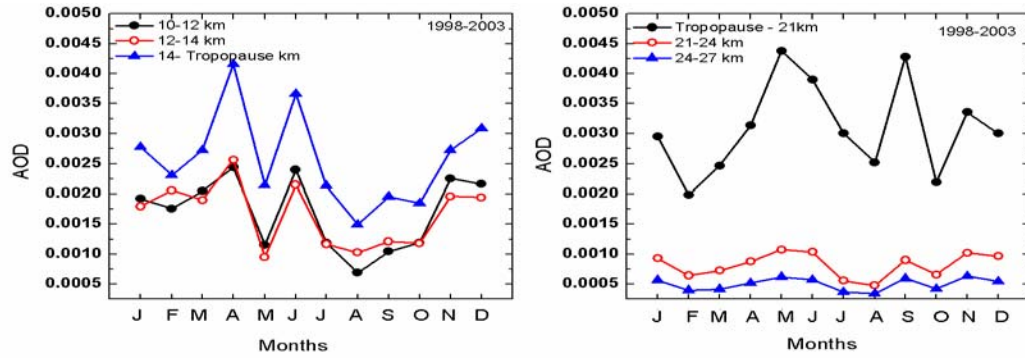 0.0050
0.0045
0.0040
0.0035
0.0030
0.0025
0.0020
0.0015
0.0010
0.0005
AOD
10-12 km
12-14 km
14- Tropopause km
1998-2003
J F M A M J J A S O N D
Months
0.0050
0.0045
0.0040
0.0035
0.0030
0.0025
0.0020
0.0015
0.0010
0.0005
AOD
Tropopause - 21km
21-24 km
24-27 km
1998-2003
J F M A M J J A S O N D
Months